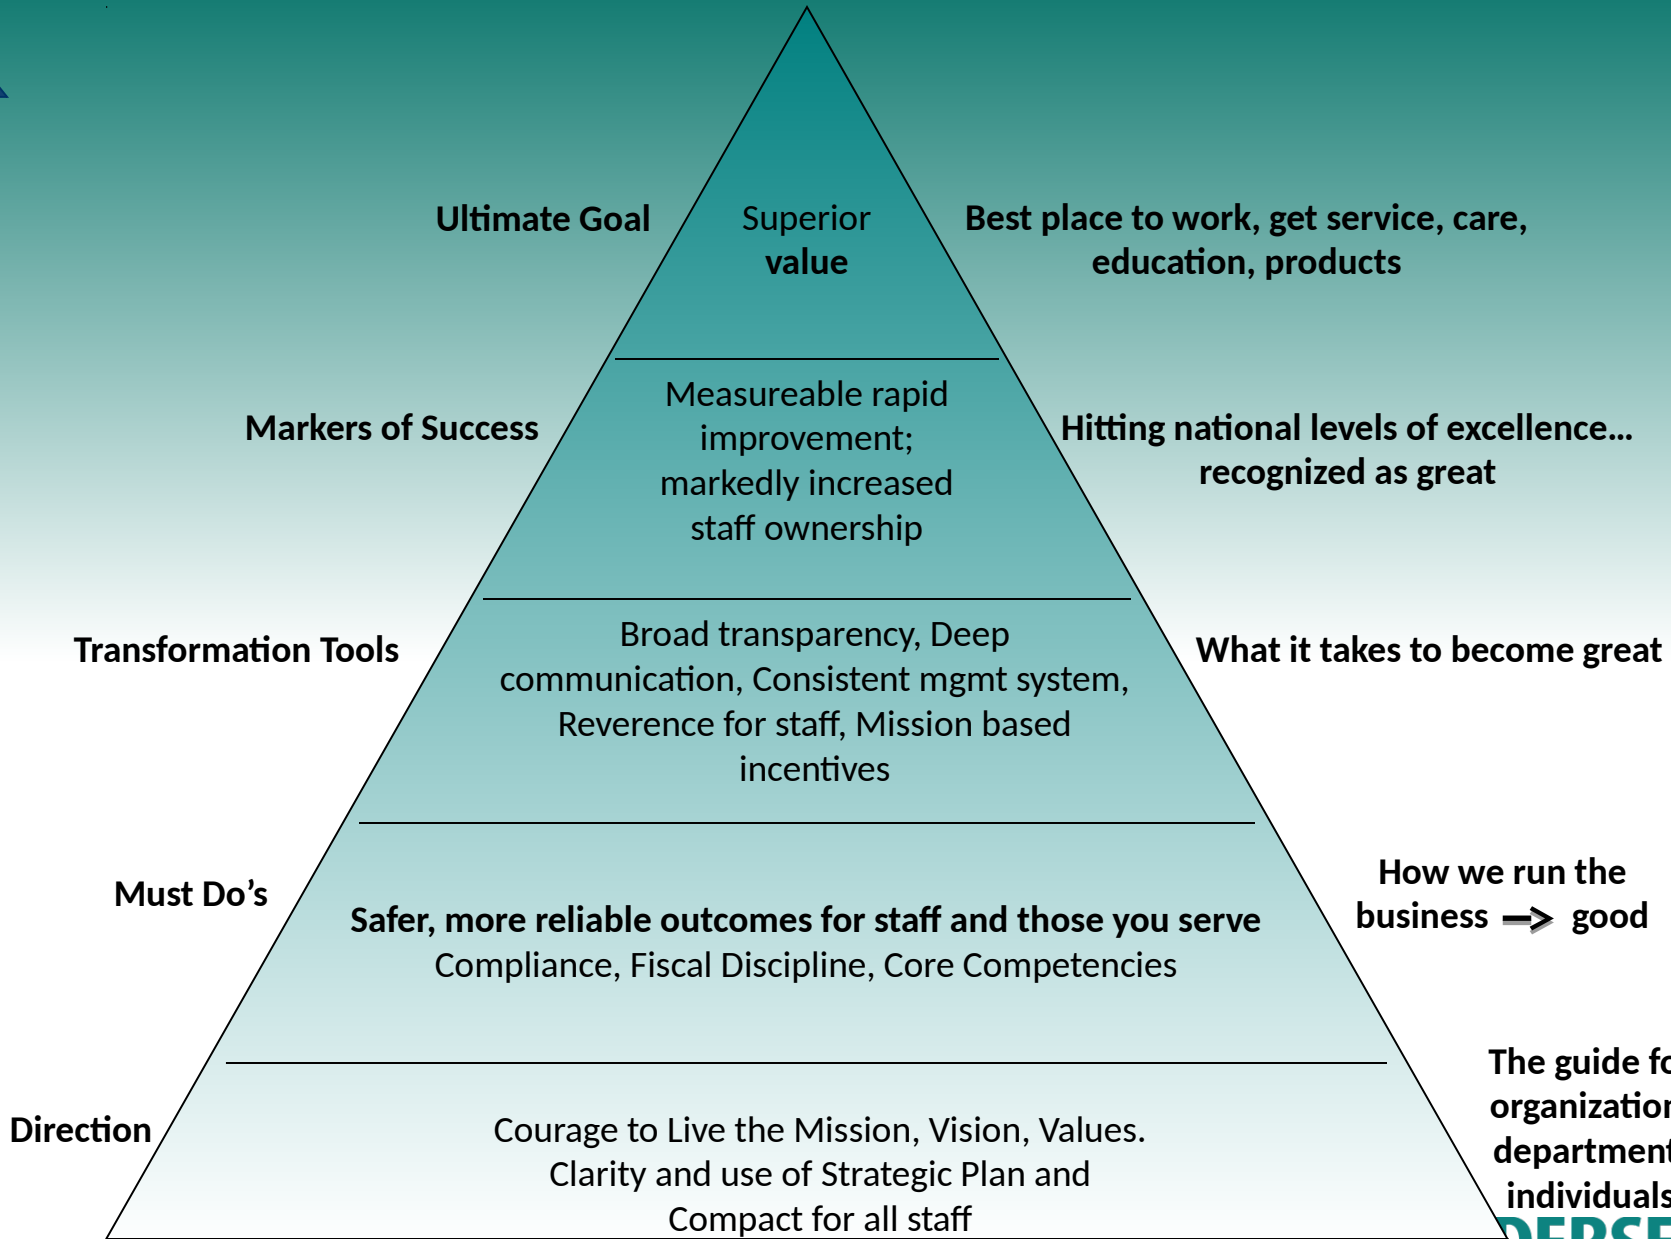 Ultimate Goal
Superior
value
Best place to work, get service, care,
education, products
Markers of Success
Measureable rapid
improvement;
markedly increased
staff ownership
Hitting national levels of excellence…
recognized as great
Transformation Tools
Broad transparency, Deep
communication, Consistent mgmt system,
Reverence for staff, Mission based
incentives
What it takes to become great
Must Do’s
Safer, more reliable outcomes for staff and those you serve
Compliance, Fiscal Discipline, Core Competencies
How we run the
business → good
Direction
Courage to Live the Mission, Vision, Values.
Clarity and use of Strategic Plan and
Compact for all staff
The guide
individuals